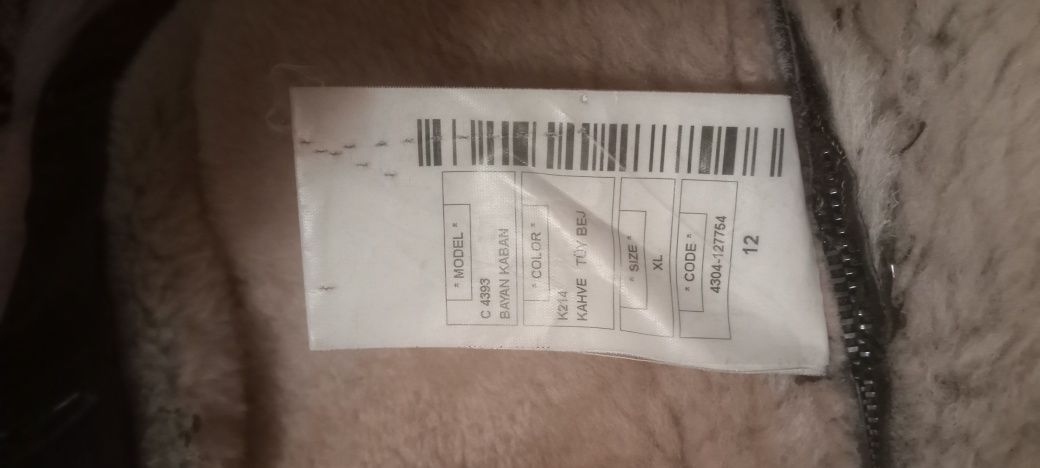 * MODEL *
C 4393
BAYAN KABAN
* COLOR *
K214
KAHVE TÜY BEJ
* SIZE *
XL
* CODE *
4304-127754
12